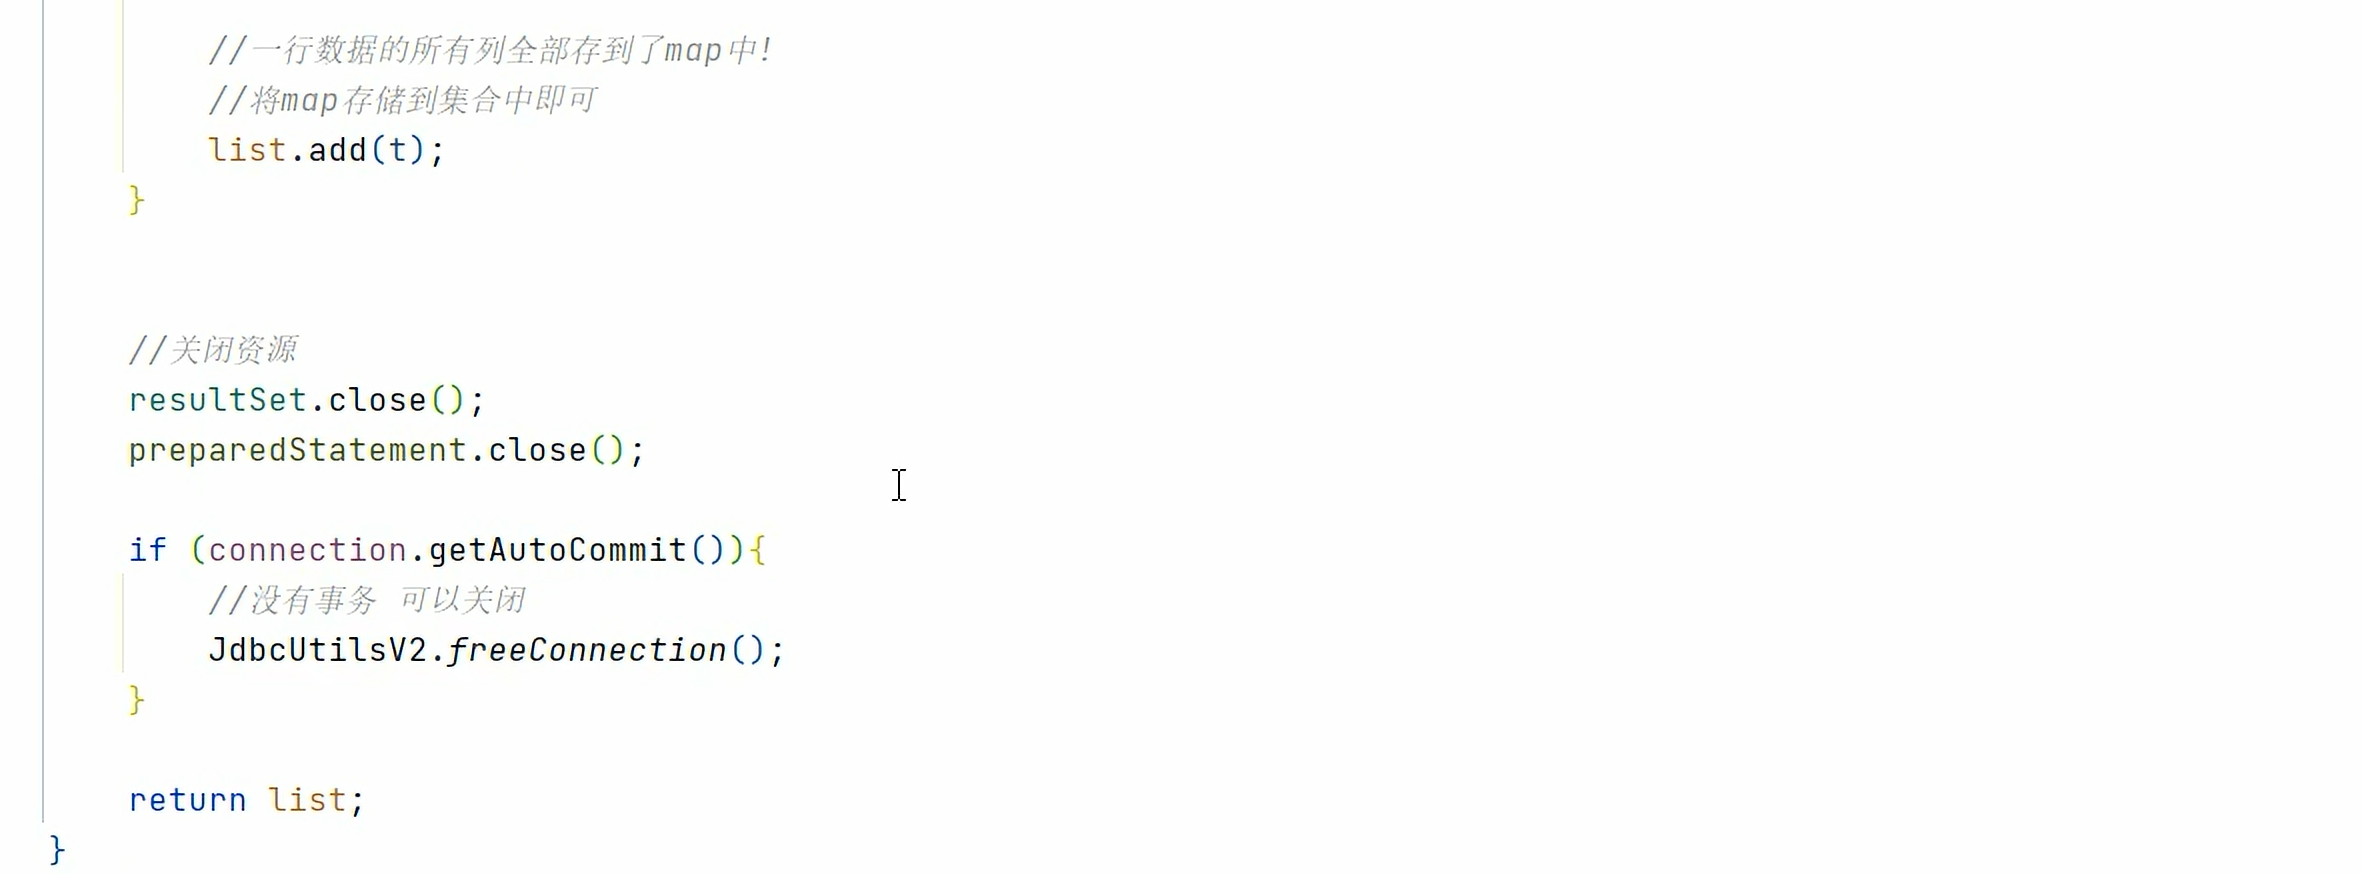 //一行数据的所有列全部存到了map中!
//将map存储到集合中即可
list.add(t);
}
//关闭资源
resultSet.close();
preparedStatement.close();
if (connection.getAutoCommit()){
//没有事务 可以关闭
JdbcUtilsV2.freeConnection();
}
return list;
}